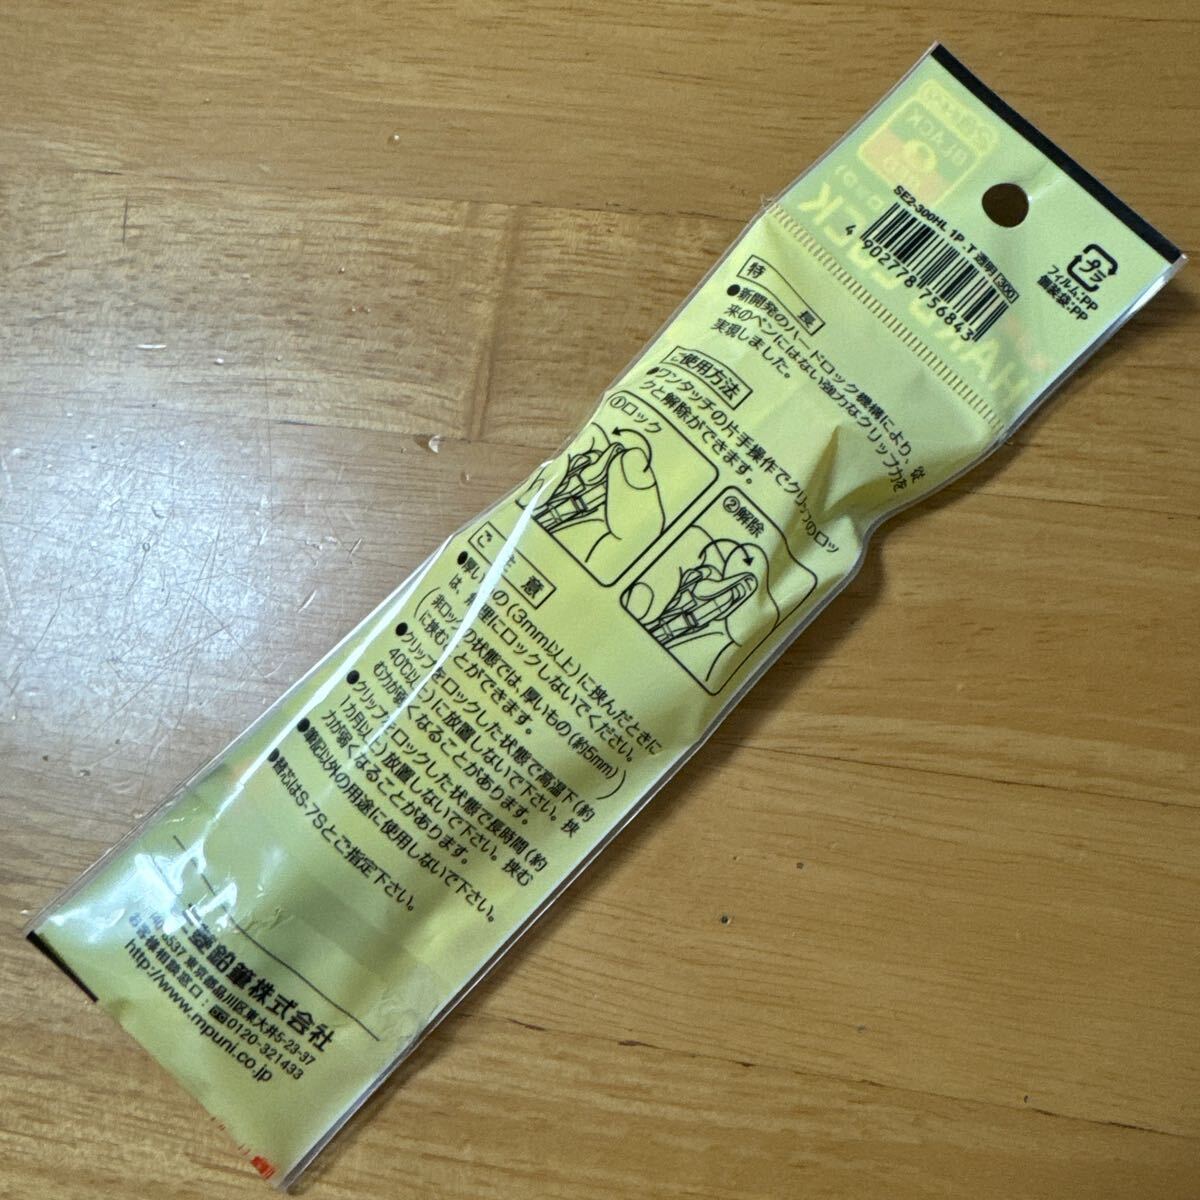 SE2-300HL 1P .T 透明 300
4 902778 756843
プラ
フィルム:PP
個装袋:PP
BLACK
特 長
●新開発のハードロック機構により、従
来のペンにはない強力なクリップ力を
実現しました。
ご使用方法
●ワンタッチの片手操作でクリップのロッ
クと解除ができます。
①ロック
②解除
ご 注 意
●厚いもの(3mm以上)に挟んだときに
は、無理にロックしないでください。
(非ロックの状態では、厚いもの(約5mm)
に挟むことができます。)
●クリップをロックした状態で高温下(約
40℃以上)に放置しないで下さい。挟
む力が弱くなることがあります。
●クリップをロックした状態で長時間(約
1カ月以上)放置しないで下さい。挟む
力が弱くなることがあります。
●筆記以外の用途に使用しないで下さい。
●替芯はS-7Sとご指定下さい。
三菱鉛筆株式会社
8537 東京都品川区東大井5-23-37
お客様相談窓口: 0120-321433
http://www.mpuni.co.jp